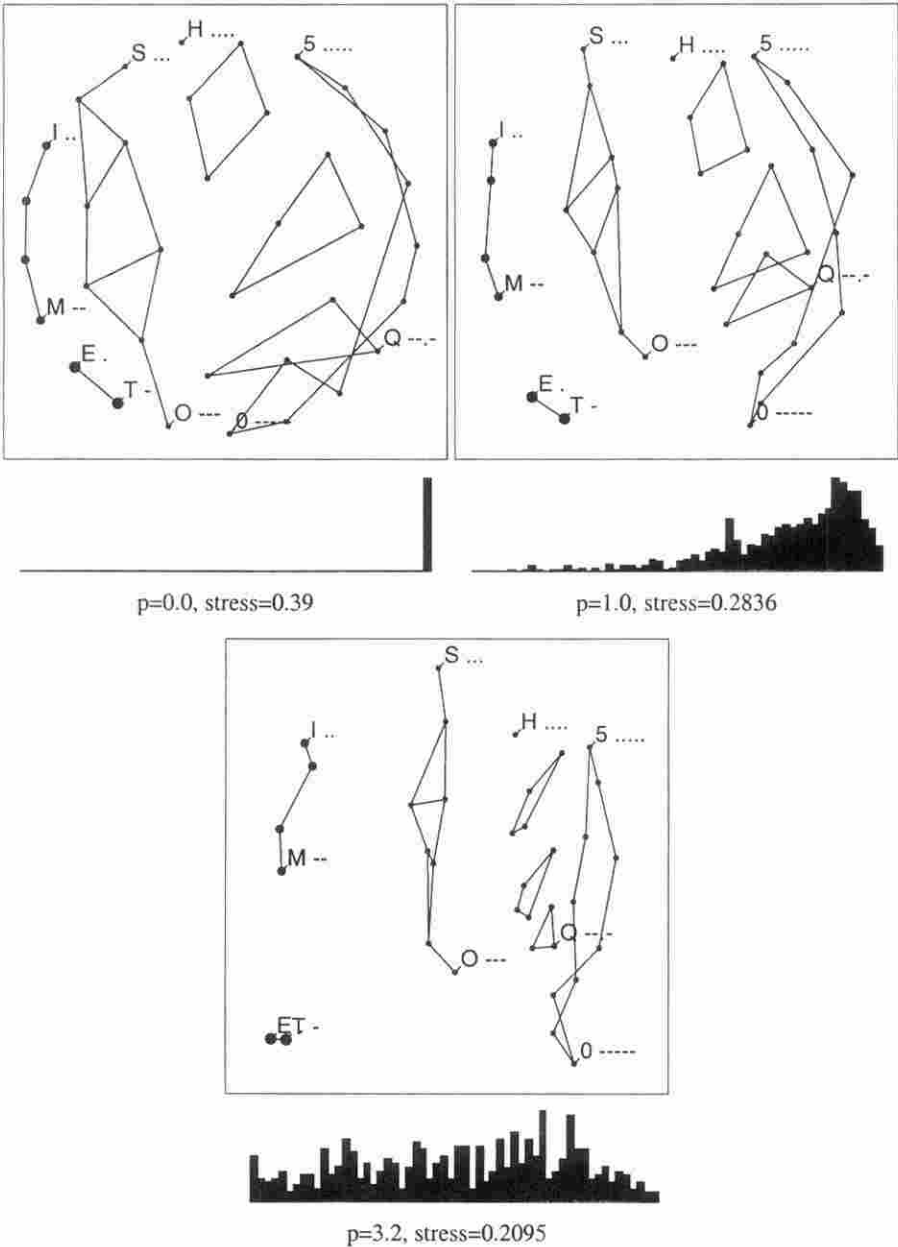 H ....
S ...
5 .....
I ..
M --
E .
T -
Q --.-
O ---
0 -----
S ...
H ....
5 .....
I ..
M --
Q --.-
O ---
E .
T -
0 -----
p=0.0, stress=0.39
p=1.0, stress=0.2836
S ...
H ....
5 .....
I ..
M --
Q --.-
O ---
ET -
0 -----
p=3.2, stress=0.2095